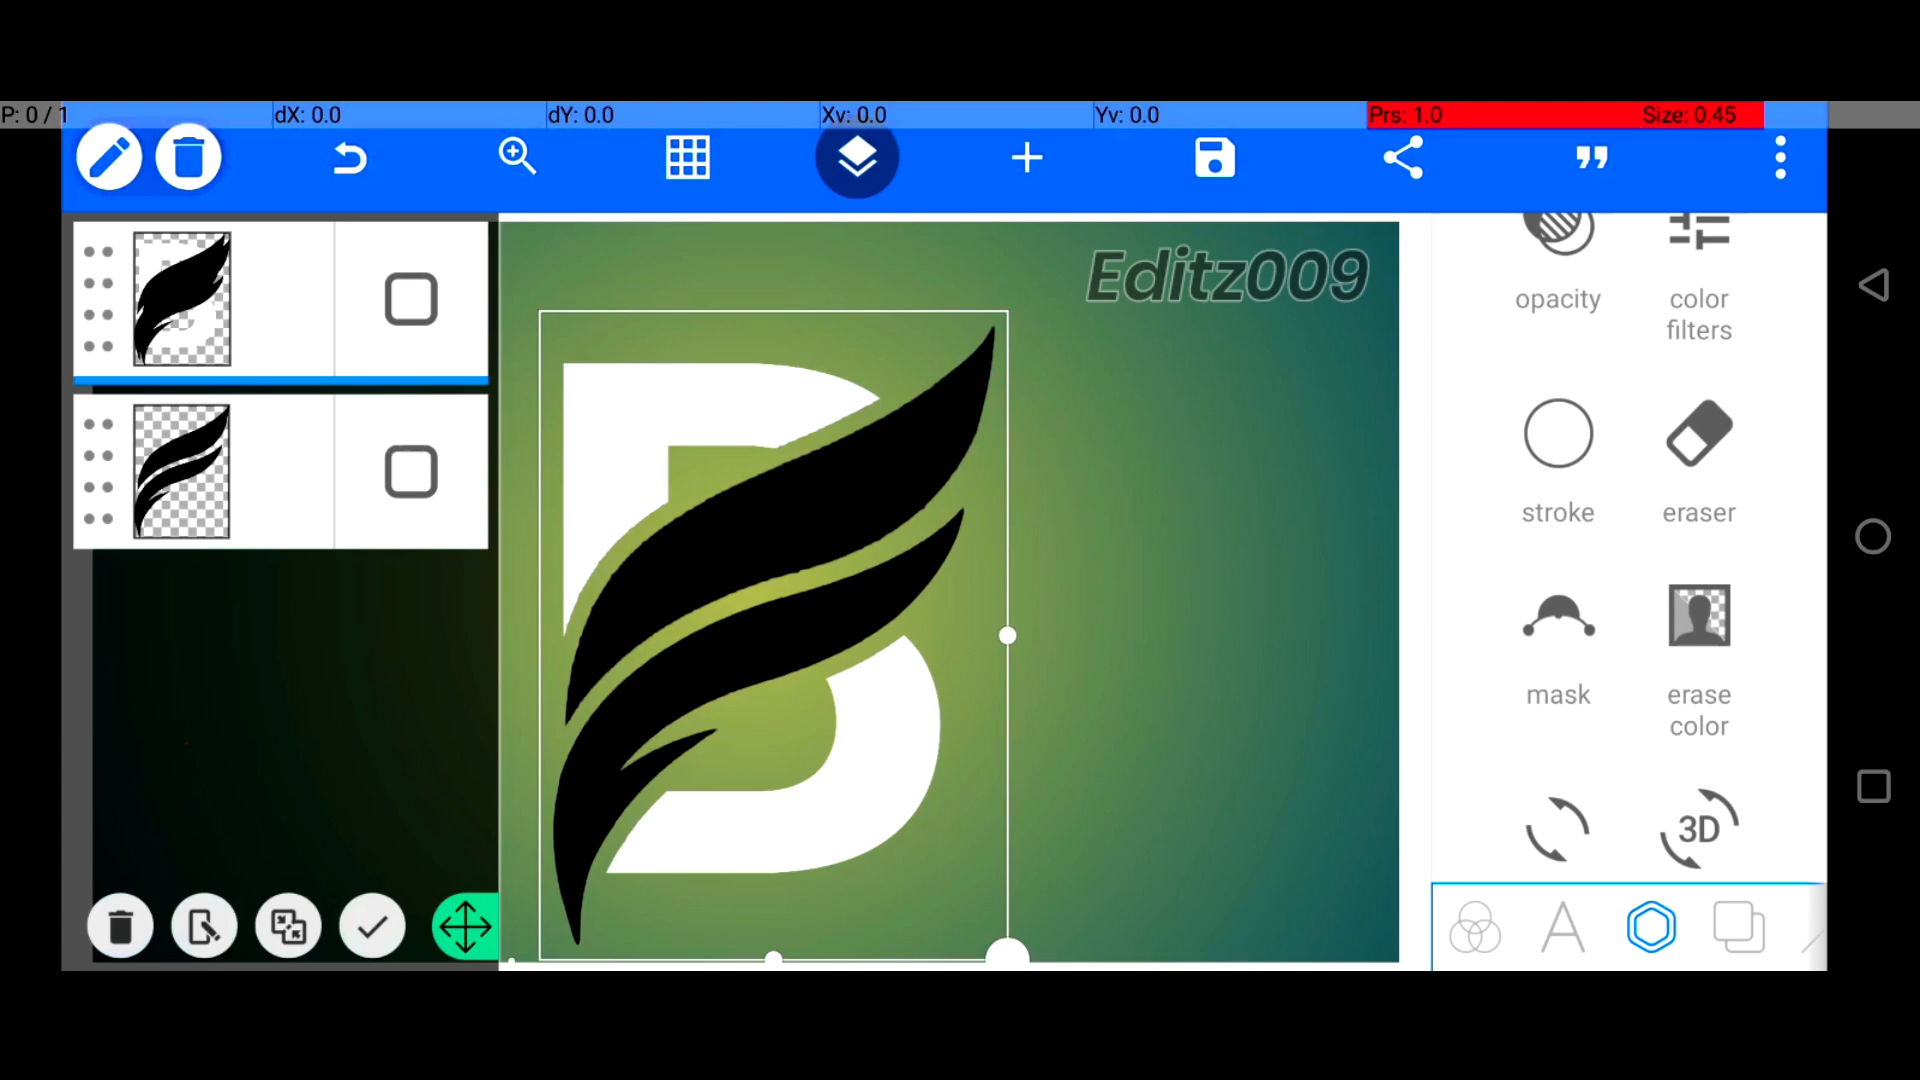 P: 0 / 1 dX: 0.0 dY: 0.0 Xv: 0.0 Yv: 0.0 Prs: 1.0 Size: 0.45
Editz009
opacity color filters
stroke eraser
mask erase color
3D
A